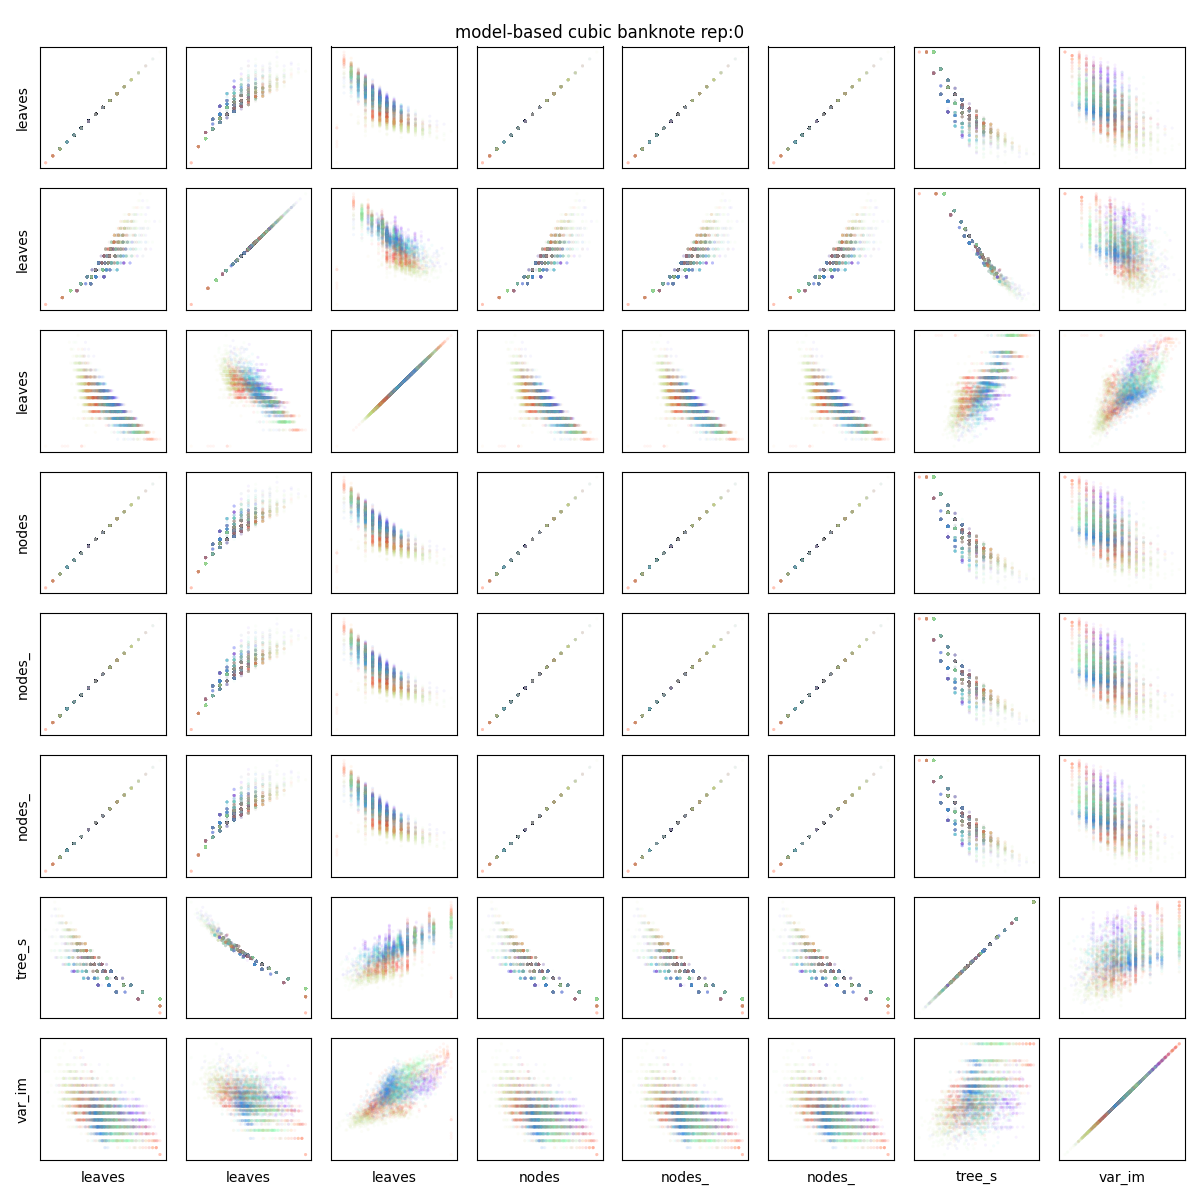 model-based cubic banknote rep:0
leaves
leaves
leaves
nodes
nodes_
nodes_
tree_s
var_im
leaves
leaves
leaves
nodes
nodes_
nodes_
tree_s
var_im